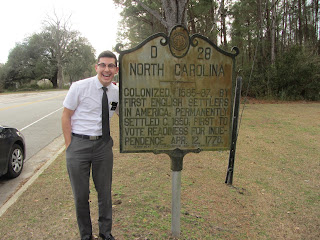 D 28
NORTH CAROLINA
COLONIZED, 1585-87, BY
FIRST ENGLISH SETTLERS
IN AMERICA; PERMANENTLY
SETTLED C. 1650; FIRST TO
VOTE READINESS FOR INDE-
PENDENCE, APR. 12, 1776.